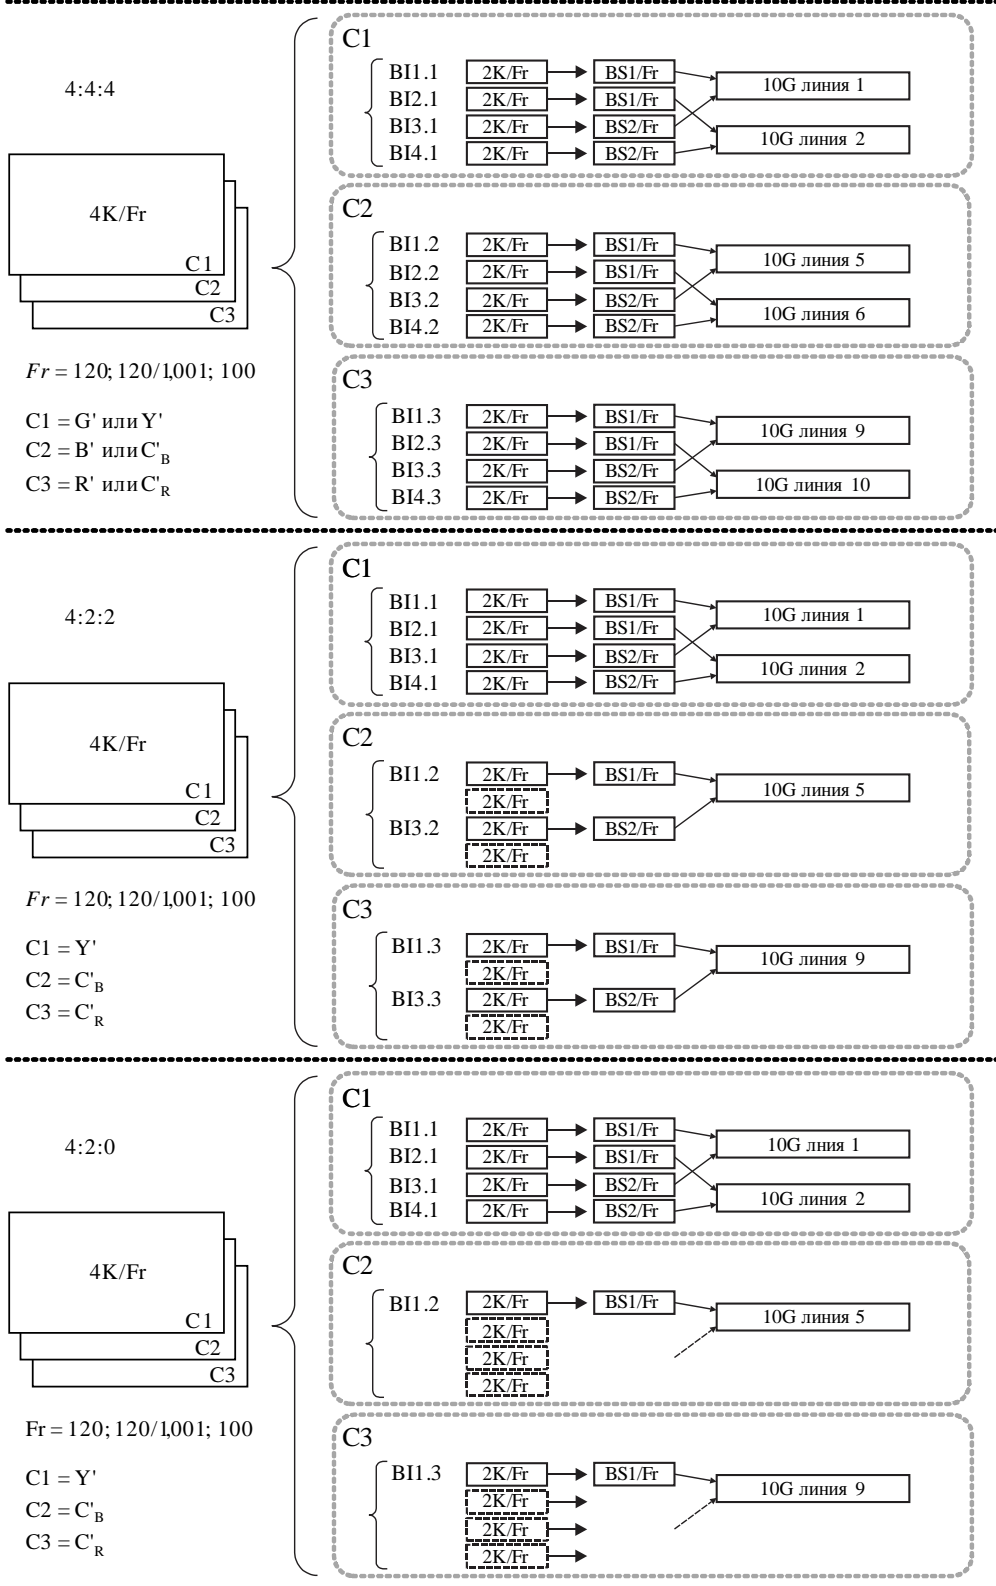 4:4:4
4K/Fr
C1
C2
C3
Fr = 120; 120/1,001; 100
C1 = G' или Y'
C2 = B' или C'B
C3 = R' или C'R
C1
BI1.1 2K/Fr BS1/Fr
BI2.1 2K/Fr BS1/Fr
BI3.1 2K/Fr BS2/Fr
BI4.1 2K/Fr BS2/Fr
10G линия 1
10G линия 2
C2
BI1.2 2K/Fr BS1/Fr
BI2.2 2K/Fr BS1/Fr
BI3.2 2K/Fr BS2/Fr
BI4.2 2K/Fr BS2/Fr
10G линия 5
10G линия 6
C3
BI1.3 2K/Fr BS1/Fr
BI2.3 2K/Fr BS1/Fr
BI3.3 2K/Fr BS2/Fr
BI4.3 2K/Fr BS2/Fr
10G линия 9
10G линия 10
4:2:2
4K/Fr
C1
C2
C3
Fr = 120; 120/1,001; 100
C1 = Y'
C2 = C'B
C3 = C'R
C1
BI1.1 2K/Fr BS1/Fr
BI2.1 2K/Fr BS1/Fr
BI3.1 2K/Fr BS2/Fr
BI4.1 2K/Fr BS2/Fr
10G линия 1
10G линия 2
C2
BI1.2 2K/Fr BS1/Fr
2K/Fr
BI3.2 2K/Fr BS2/Fr
2K/Fr
10G линия 5
C3
BI1.3 2K/Fr BS1/Fr
2K/Fr
BI3.3 2K/Fr BS2/Fr
2K/Fr
10G линия 9
4:2:0
4K/Fr
C1
C2
C3
Fr = 120; 120/1,001; 100
C1 = Y'
C2 = C'B
C3 = C'R
C1
BI1.1 2K/Fr BS1/Fr
BI2.1 2K/Fr BS1/Fr
BI3.1 2K/Fr BS2/Fr
BI4.1 2K/Fr BS2/Fr
10G лния 1
10G линия 2
C2
BI1.2 2K/Fr BS1/Fr
2K/Fr
2K/Fr
2K/Fr
10G линия 5
C3
BI1.3 2K/Fr BS1/Fr
2K/Fr
2K/Fr
2K/Fr
10G линия 9